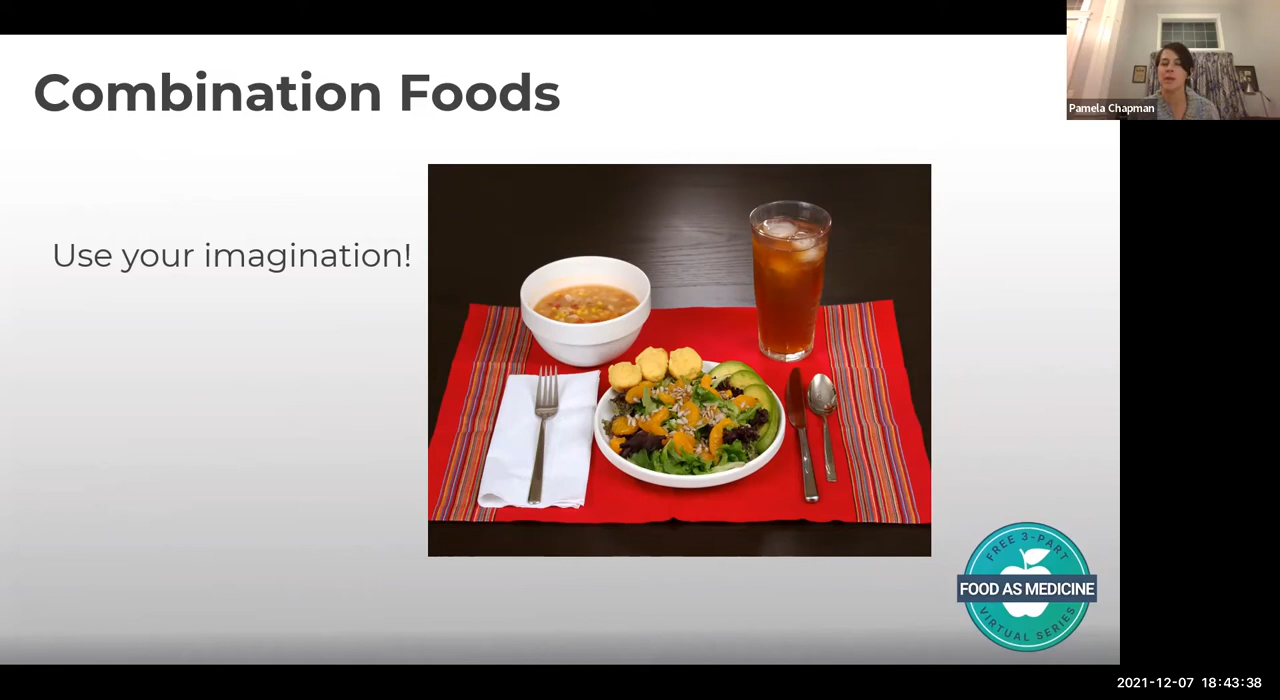 Combination Foods
Pamela Chapman
Use your imagination!
FREE 3-PART
FOOD AS MEDICINE
VIRTUAL SERIES
2021-12-07 18:43:38